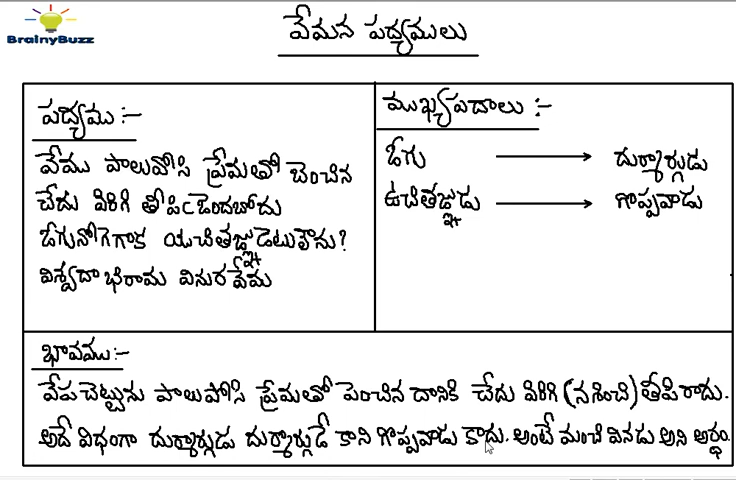 BrainyBuzz
వేమన పద్యములు
పద్యము :-
వేము పాలువోసి ప్రేమతో బెంచిన
చేదు విరిగి తీపిఁ జెందబోదు
ఓగునోగెగాక యుచితజ్ఞుడెటులౌను?
విశ్వదాభిరామ వినురవేమ
ముఖ్యపదాలు :-
ఓగు → దుర్మార్గుడు
ఉచితజ్ఞుడు → గొప్పవాడు
భావము :-
వేపచెట్టును పాలుపోసి ప్రేమతో పెంచిన దానికి చేదు విరిగి (నశించి) తీపి రాదు.
అదే విధంగా దుర్మార్గుడు దుర్మార్గుడే కాని గొప్పవాడు కాదు. అంటే మంచి వినడు అని అర్థం.